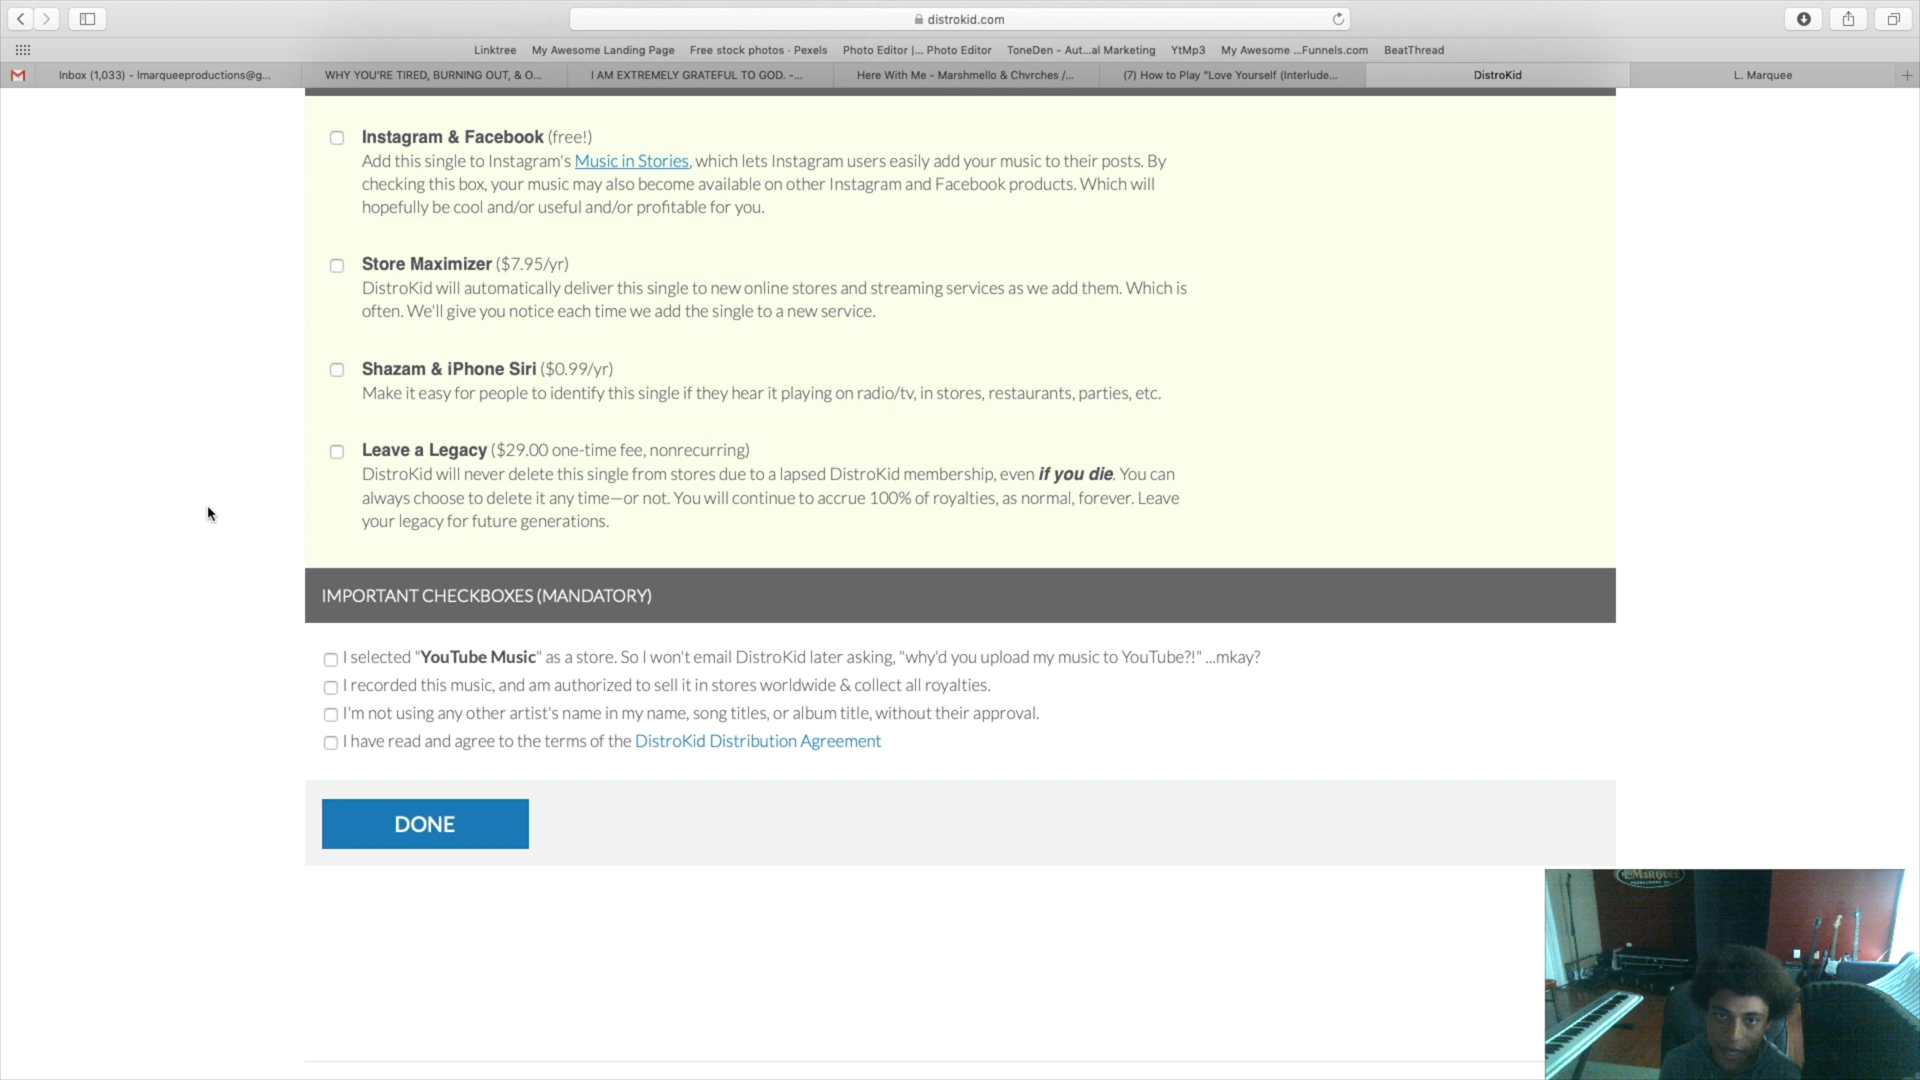 distrokid.com
Linktree My Awesome Landing Page Free stock photos · Pexels Photo Editor |... Photo Editor ToneDen - Aut...al Marketing YtMp3 My Awesome ...Funnels.com BeatThread
Inbox (1,033) - lmarqueeproductions@g... WHY YOU'RE TIRED, BURNING OUT, & O... I AM EXTREMELY GRATEFUL TO GOD. -... Here With Me - Marshmello & Chvrches /... (7) How to Play "Love Yourself (Interlude... DistroKid L. Marquee
Instagram & Facebook (free!)
Add this single to Instagram's Music in Stories, which lets Instagram users easily add your music to their posts. By
checking this box, your music may also become available on other Instagram and Facebook products. Which will
hopefully be cool and/or useful and/or profitable for you.
Store Maximizer ($7.95/yr)
DistroKid will automatically deliver this single to new online stores and streaming services as we add them. Which is
often. We'll give you notice each time we add the single to a new service.
Shazam & iPhone Siri ($0.99/yr)
Make it easy for people to identify this single if they hear it playing on radio/tv, in stores, restaurants, parties, etc.
Leave a Legacy ($29.00 one-time fee, nonrecurring)
DistroKid will never delete this single from stores due to a lapsed DistroKid membership, even if you die. You can
always choose to delete it any time—or not. You will continue to accrue 100% of royalties, as normal, forever. Leave
your legacy for future generations.
IMPORTANT CHECKBOXES (MANDATORY)
I selected "YouTube Music" as a store. So I won't email DistroKid later asking, "why'd you upload my music to YouTube?!" ...mkay?
I recorded this music, and am authorized to sell it in stores worldwide & collect all royalties.
I'm not using any other artist's name in my name, song titles, or album title, without their approval.
I have read and agree to the terms of the DistroKid Distribution Agreement
DONE
MARQUEE